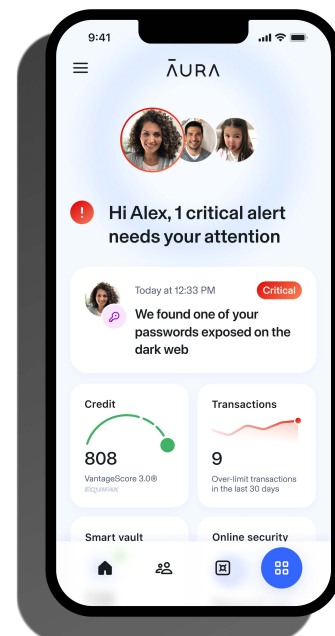 9:41
ĀURA
Hi Alex, 1 critical alert
needs your attention
Today at 12:33 PM
Critical
We found one of your
passwords exposed on the
dark web
Credit
808
VantageScore 3.0®
EQUIFAX
Transactions
9
Over-limit transactions
in the last 30 days
Smart vault
Online security